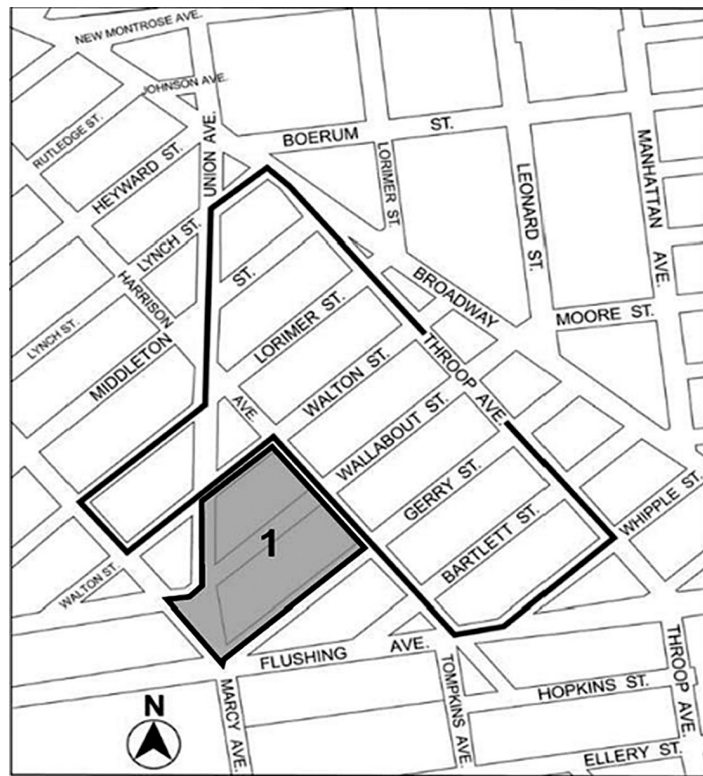 NEW MONTROSE AVE.
JOHNSON AVE.
RUTLEDGE ST.
HEYWARD ST.
UNION AVE.
BOERUM ST.
LORIMER ST.
LEONARD ST.
MANHATTAN AVE.
LYNCH ST.
HARRISON AVE.
LYNCH ST.
MIDDLETON ST.
LORIMER ST.
BROADWAY
MOORE ST.
WALTON ST.
THROOP AVE.
WALLABOUT ST.
GERRY ST.
WHIPPLE ST.
BARTLETT ST.
1
WALTON ST.
FLUSHING AVE.
MARCY AVE.
TOMPKINS AVE.
THROOP AVE.
HOPKINS ST.
ELLERY ST.
N